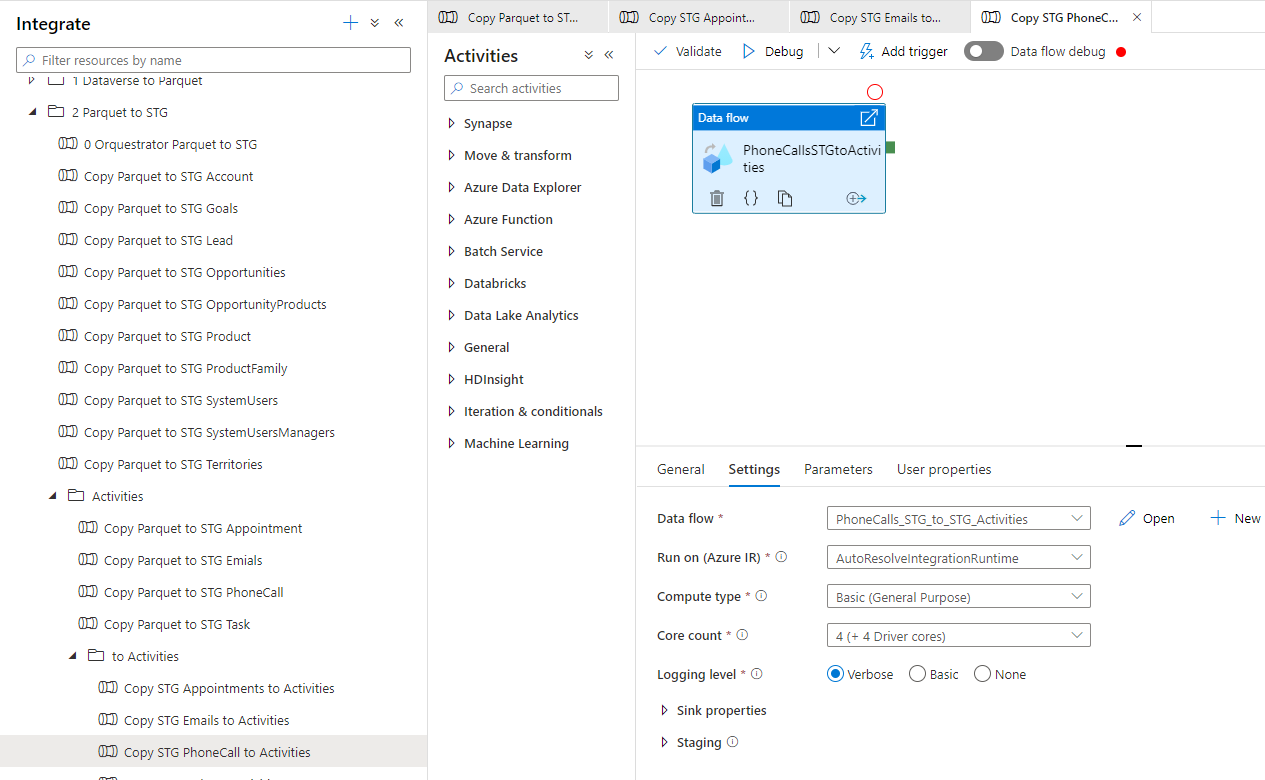 Integrate
Filter resources by name
1 Dataverse to Parquet
2 Parquet to STG
0 Orquestrator Parquet to STG
Copy Parquet to STG Account
Copy Parquet to STG Goals
Copy Parquet to STG Lead
Copy Parquet to STG Opportunities
Copy Parquet to STG OpportunityProducts
Copy Parquet to STG Product
Copy Parquet to STG ProductFamily
Copy Parquet to STG SystemUsers
Copy Parquet to STG SystemUsersManagers
Copy Parquet to STG Territories
Activities
Copy Parquet to STG Appointment
Copy Parquet to STG Emials
Copy Parquet to STG PhoneCall
Copy Parquet to STG Task
to Activities
Copy STG Appointments to Activities
Copy STG Emails to Activities
Copy STG PhoneCall to Activities
Copy Parquet to ST...
Copy STG Appoint...
Copy STG Emails to...
Copy STG PhoneC...
Activities
Search activities
Synapse
Move & transform
Azure Data Explorer
Azure Function
Batch Service
Databricks
Data Lake Analytics
General
HDInsight
Iteration & conditionals
Machine Learning
Validate
Debug
Add trigger
Data flow debug
Data flow
PhoneCallsSTGtoActivi
ties
{}
General
Settings
Parameters
User properties
Data flow *
PhoneCalls_STG_to_STG_Activities
Open
New
Run on (Azure IR) *
AutoResolveIntegrationRuntime
Compute type *
Basic (General Purpose)
Core count *
4 (+ 4 Driver cores)
Logging level *
Verbose
Basic
None
Sink properties
Staging